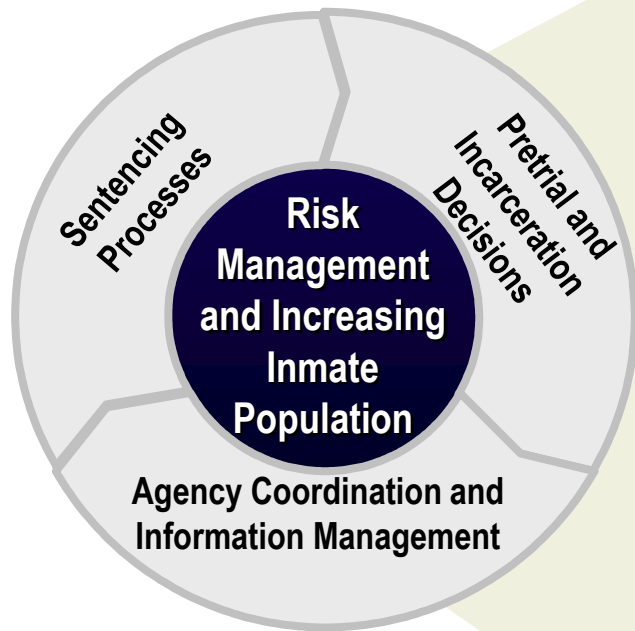 Sentencing
Processes
Pretrial and
Incarceration
Decisions
Risk
Management
and Increasing
Inmate
Population
Agency Coordination and
Information Management